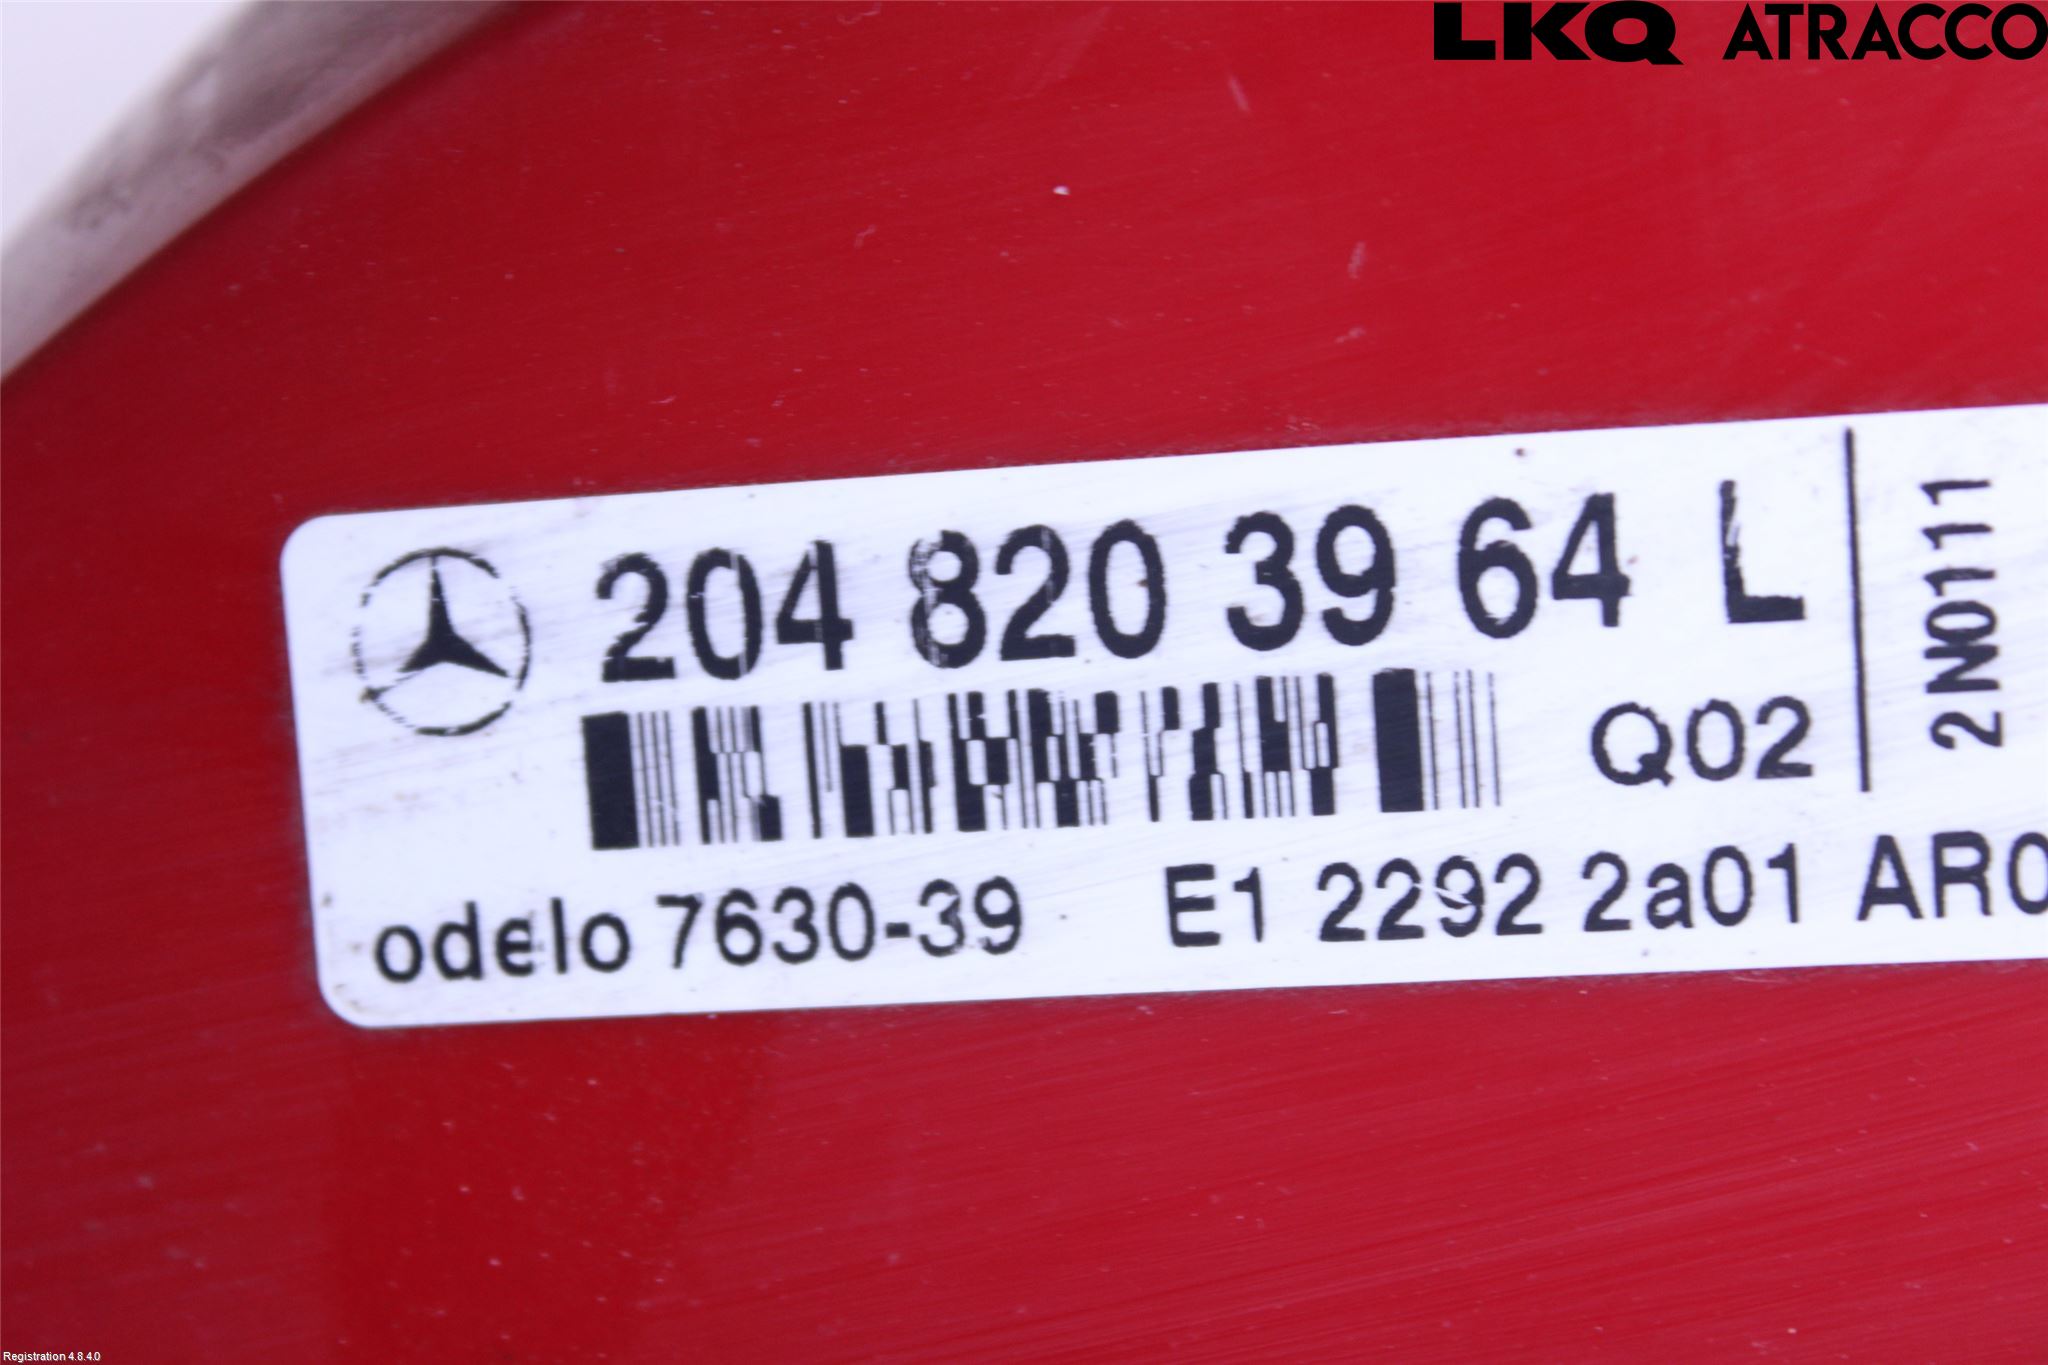 LKQ ATRACCO
204 820 39 64 L
Q02
2N0111
odelo 7630-39 E1 2292 2a01 AR0
Registration 4.8.4.0